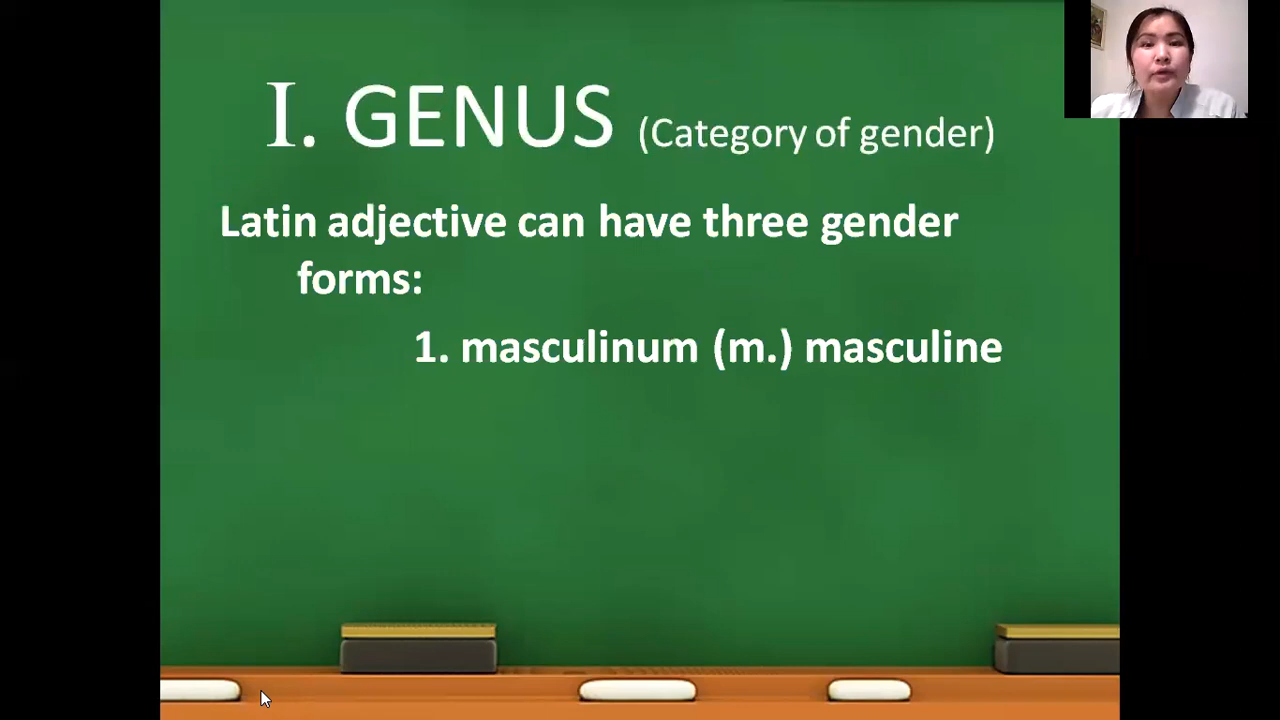 I. GENUS (Category of gender)
Latin adjective can have three gender
forms:
1. masculinum (m.) masculine